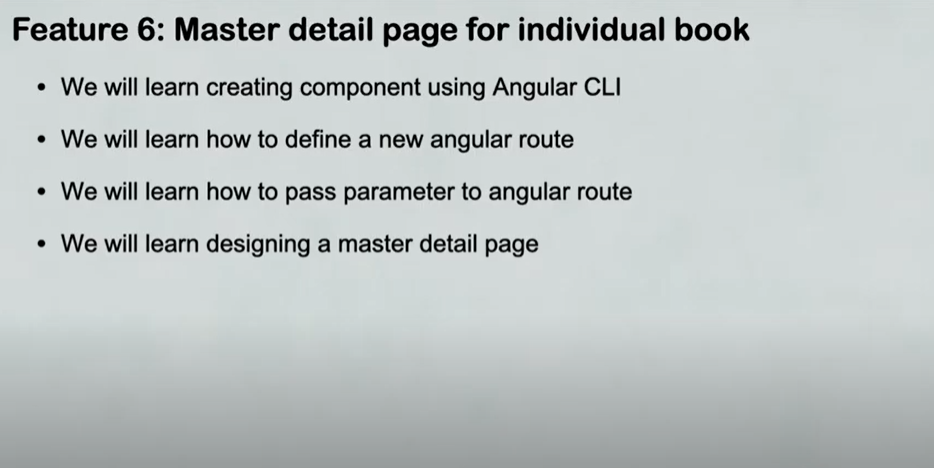 Feature 6: Master detail page for individual book
• We will learn creating component using Angular CLI
• We will learn how to define a new angular route
• We will learn how to pass parameter to angular route
• We will learn designing a master detail page